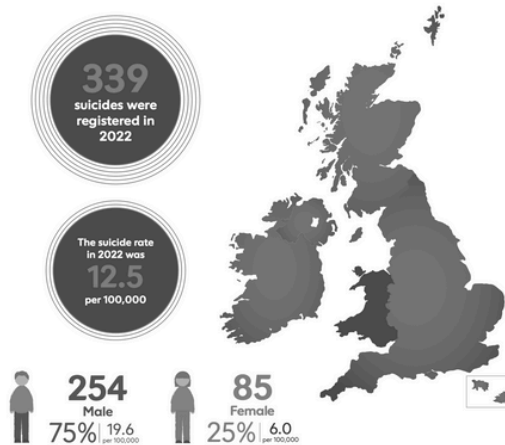 339
suicides were
registered in
2022
The suicide rate
in 2022 was
12.5
per 100,000
254
Male
75% 19.6
per 100,000
85
Female
25% 6.0
per 100,000